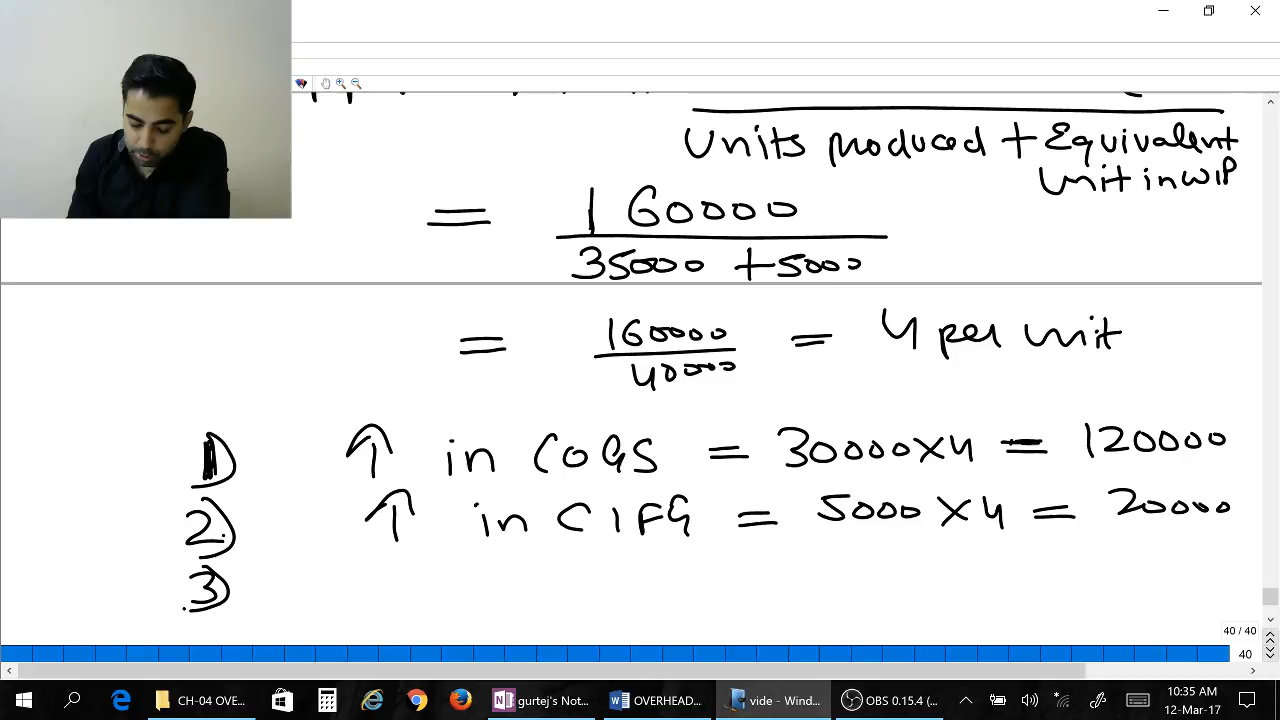 Units produced + Equivalent
Unit in WIP
= 160000
35000 + 5000
= 160000 = 4 per unit
40000
1) ↑ in COGS = 30000 X 4 = 120000
2) ↑ in C I F G = 5000 X 4 = 20000
3)
40 / 40
40
CH-04 OVE...
gurtej's Not...
OVERHEAD...
vide - Wind...
OBS 0.15.4 (...
10:35 AM
12-Mar-17